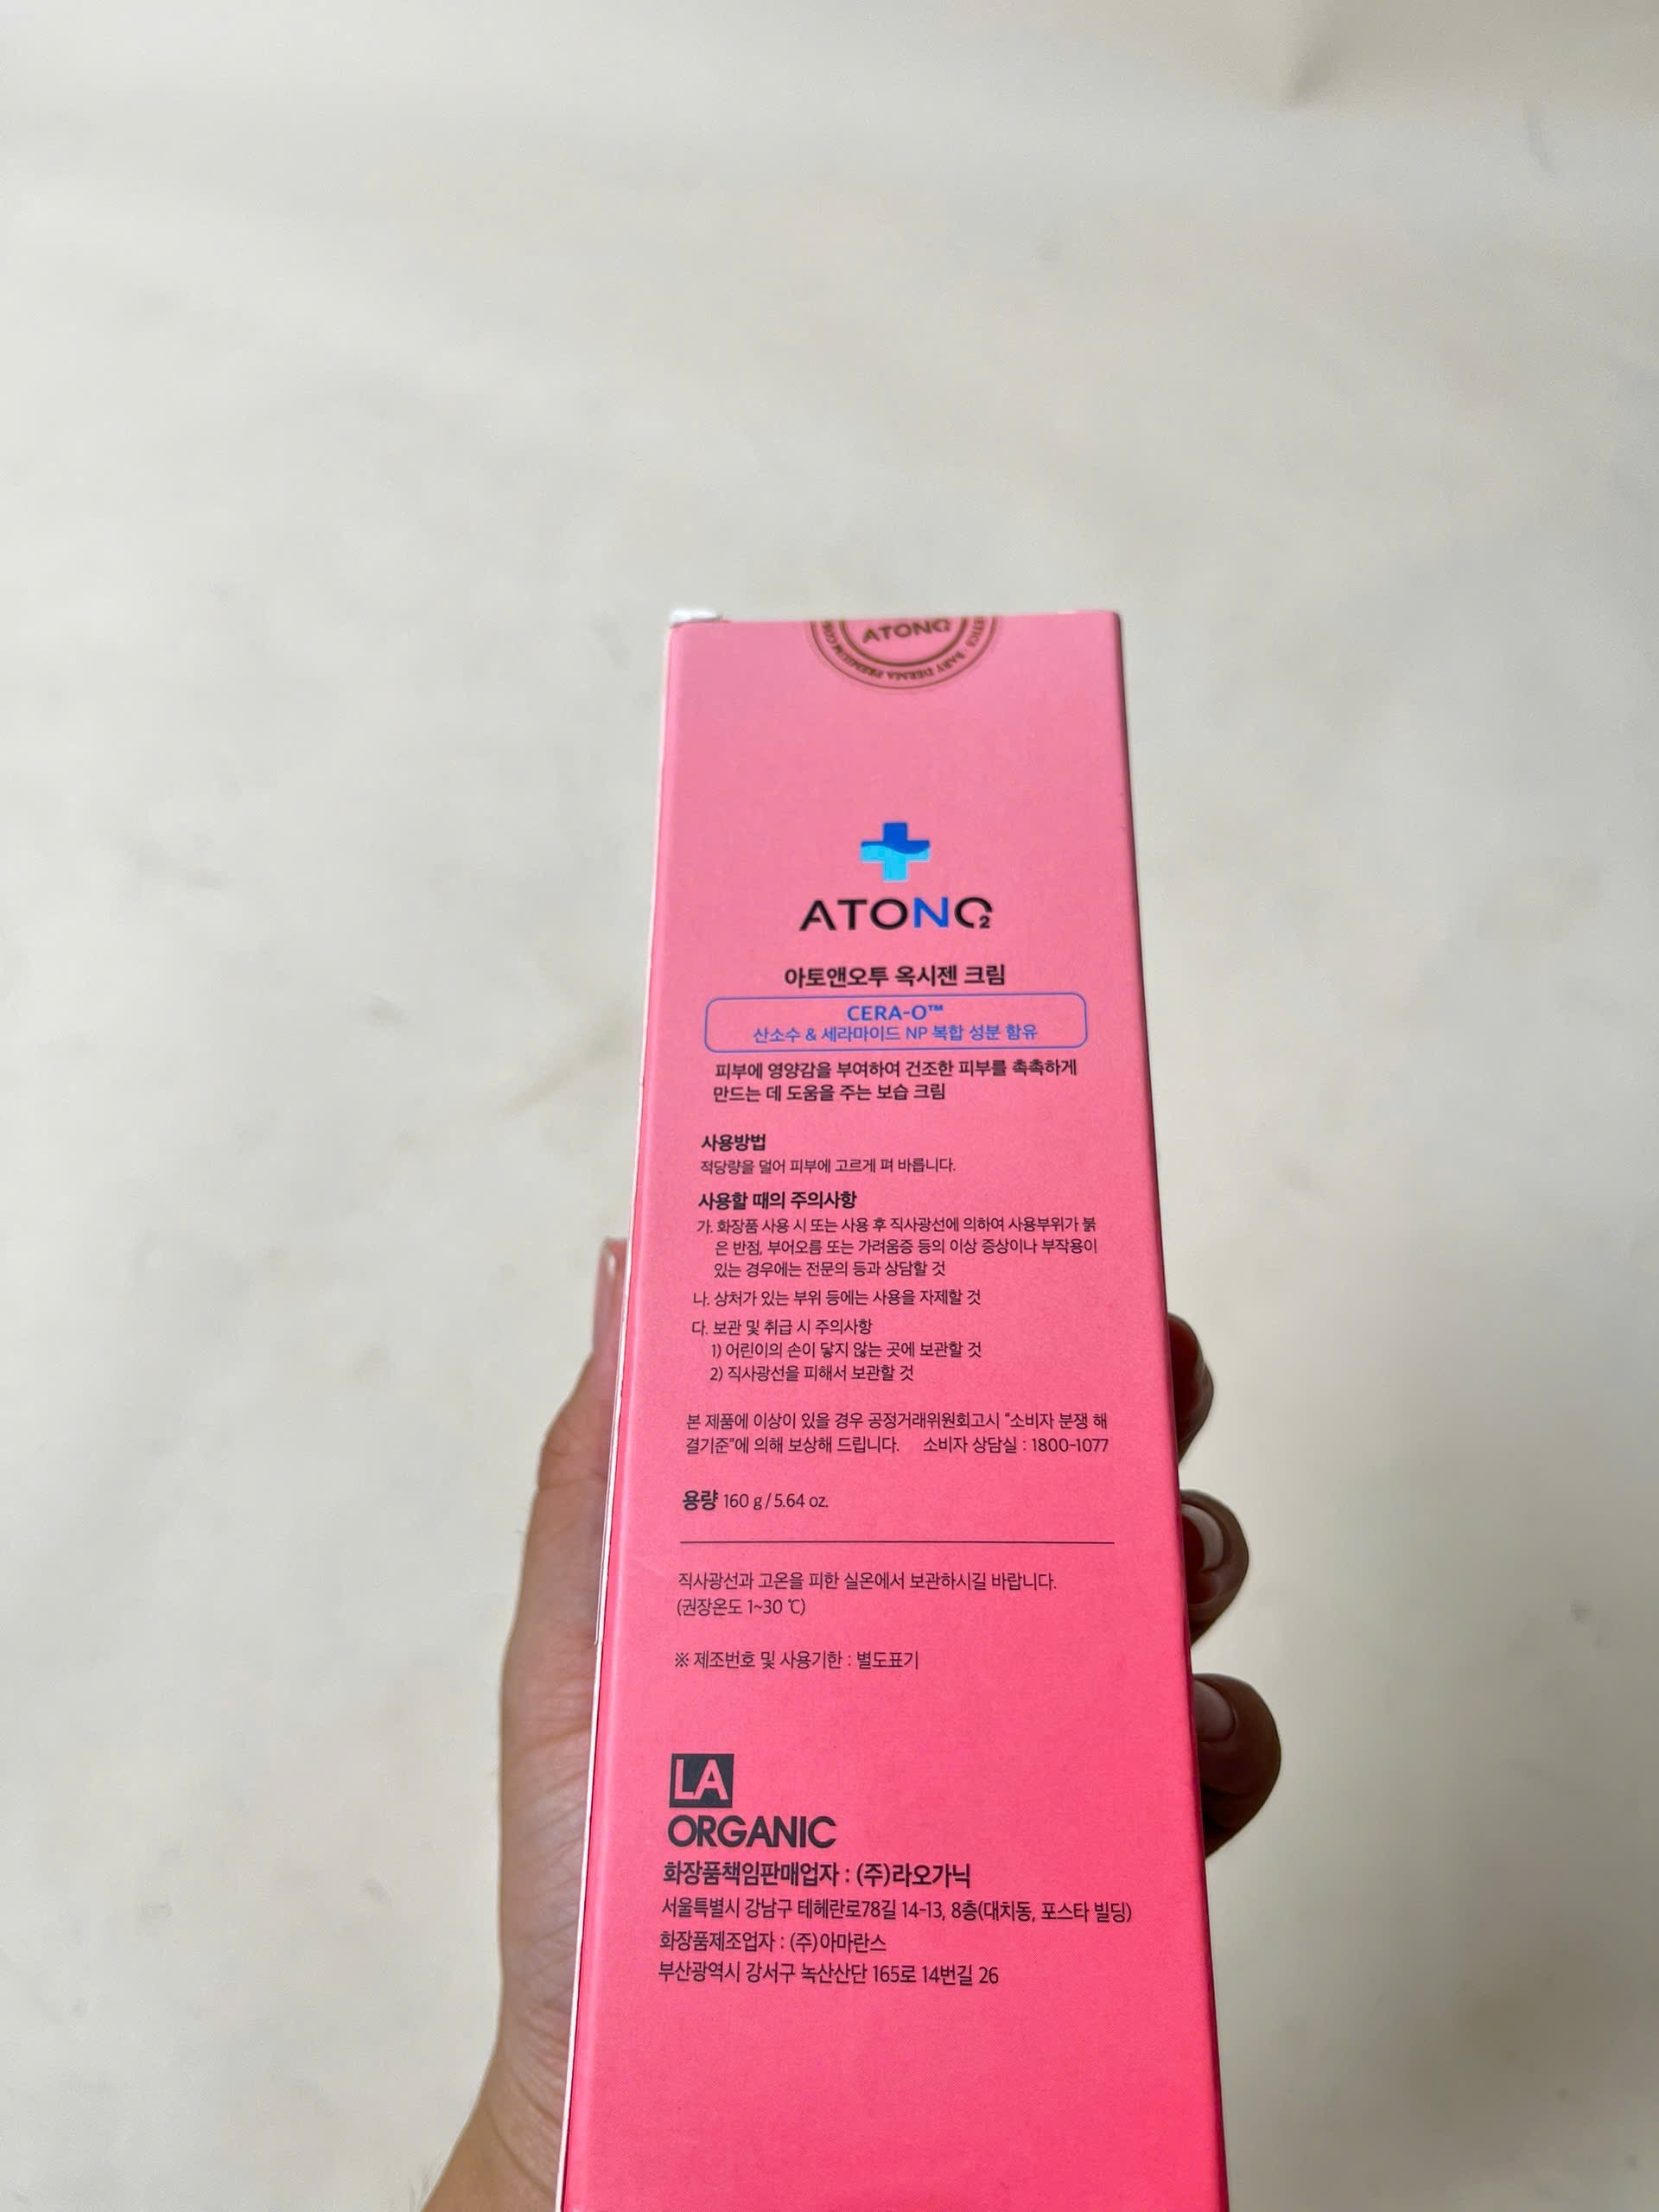 ATONO2
BABY DERMA PREMIUM
ATONO2
아토앤오투 옥시젠 크림
CERA-O™
산소수 & 세라마이드 NP 복합 성분 함유
피부에 영양감을 부여하여 건조한 피부를 촉촉하게
만드는 데 도움을 주는 보습 크림
사용방법
적당량을 덜어 피부에 고르게 펴 바릅니다.
사용할 때의 주의사항
가. 화장품 사용 시 또는 사용 후 직사광선에 의하여 사용부위가 붉
은 반점, 부어오름 또는 가려움증 등의 이상 증상이나 부작용이
있는 경우에는 전문의 등과 상담할 것
나. 상처가 있는 부위 등에는 사용을 자제할 것
다. 보관 및 취급 시 주의사항
1) 어린이의 손이 닿지 않는 곳에 보관할 것
2) 직사광선을 피해서 보관할 것
본 제품에 이상이 있을 경우 공정거래위원회고시 "소비자 분쟁 해
결기준"에 의해 보상해 드립니다. 소비자 상담실 : 1800-1077
용량 160 g / 5.64 oz.
직사광선과 고온을 피한 실온에서 보관하시길 바랍니다.
(권장온도 1~30 ℃)
※ 제조번호 및 사용기한 : 별도표기
LA
ORGANIC
화장품책임판매업자 : (주)라오가닉
서울특별시 강남구 테헤란로78길 14-13, 8층(대치동, 포스타 빌딩)
화장품제조업자 : (주)아마란스
부산광역시 강서구 녹산산단 165로 14번길 26